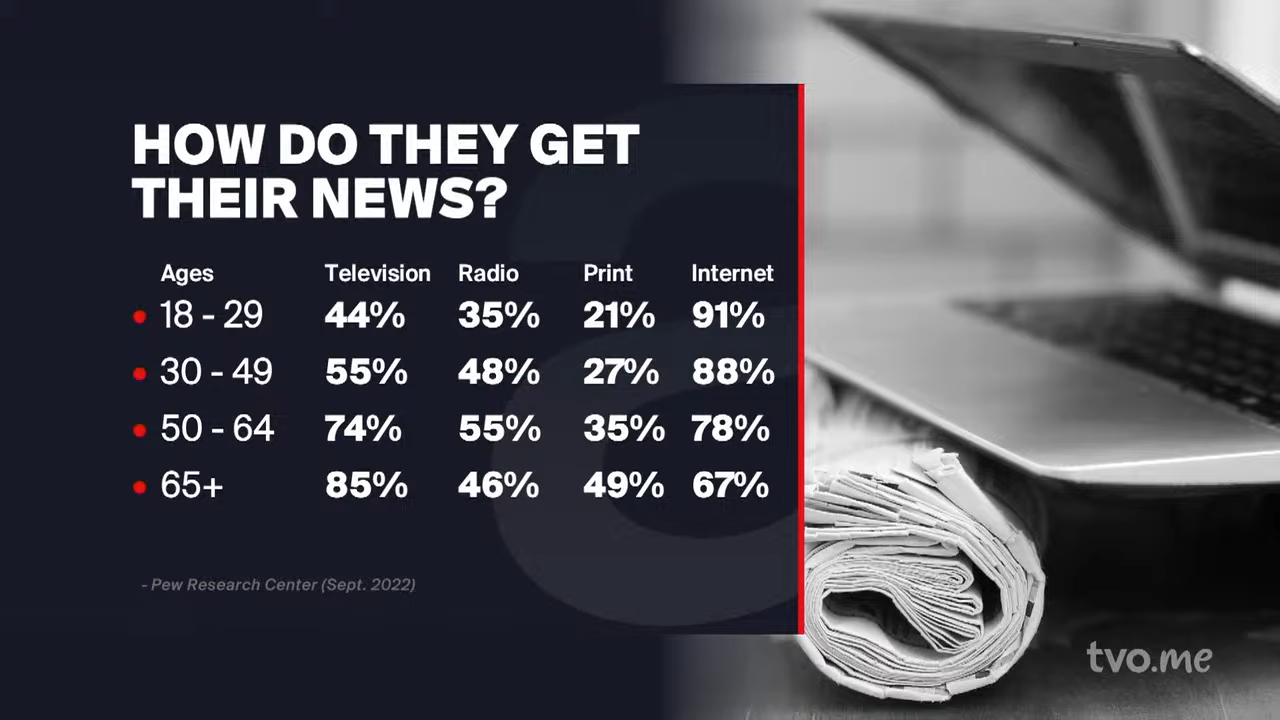 HOW DO THEY GET
THEIR NEWS?
Ages Television Radio Print Internet
18 - 29 44% 35% 21% 91%
30 - 49 55% 48% 27% 88%
50 - 64 74% 55% 35% 78%
65+ 85% 46% 49% 67%
- Pew Research Center (Sept. 2022)
tvo.me